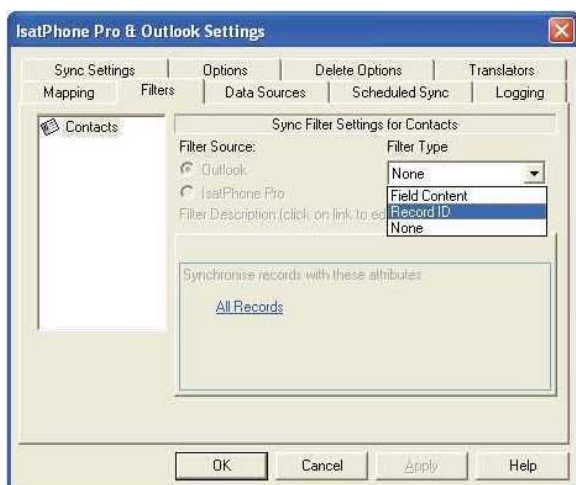 IsatPhone Pro & Outlook Settings
Sync Settings Options Delete Options Translators
Mapping Filters Data Sources Scheduled Sync Logging
Contacts
Sync Filter Settings for Contacts
Filter Source: Filter Type
Outlook None
IsatPhone Pro Field Content
Filter Description (click on link to ed Record ID
None
Synchronise records with these attributes
All Records
OK Cancel Apply Help